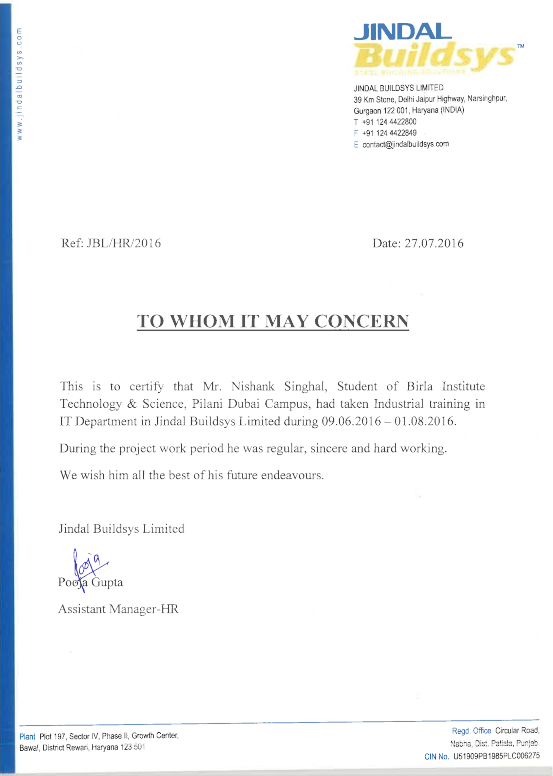 www.jindalbuildsys.com
JINDAL
Buildsys™
STEEL BUILDING SOLUTIONS
JINDAL BUILDSYS LIMITED
39 Km Stone, Delhi Jaipur Highway, Narsinghpur,
Gurgaon 122 001, Haryana (INDIA)
T +91 124 4422800
F +91 124 4422849
E contact@jindalbuildsys.com
Ref: JBL/HR/2016
Date: 27.07.2016
TO WHOM IT MAY CONCERN
This is to certify that Mr. Nishank Singhal, Student of Birla Institute
Technology & Science, Pilani Dubai Campus, had taken Industrial training in
IT Department in Jindal Buildsys Limited during 09.06.2016 – 01.08.2016.
During the project work period he was regular, sincere and hard working.
We wish him all the best of his future endeavours.
Jindal Buildsys Limited
Pooja
Pooja Gupta
Assistant Manager-HR
Plant Plot 197, Sector IV, Phase II, Growth Center,
Bawal, District Rewari, Haryana 123 501
Regd. Office Circular Road,
Nabha, Dist. Patiala, Punjab
CIN No. U51909PB1985PLC006275